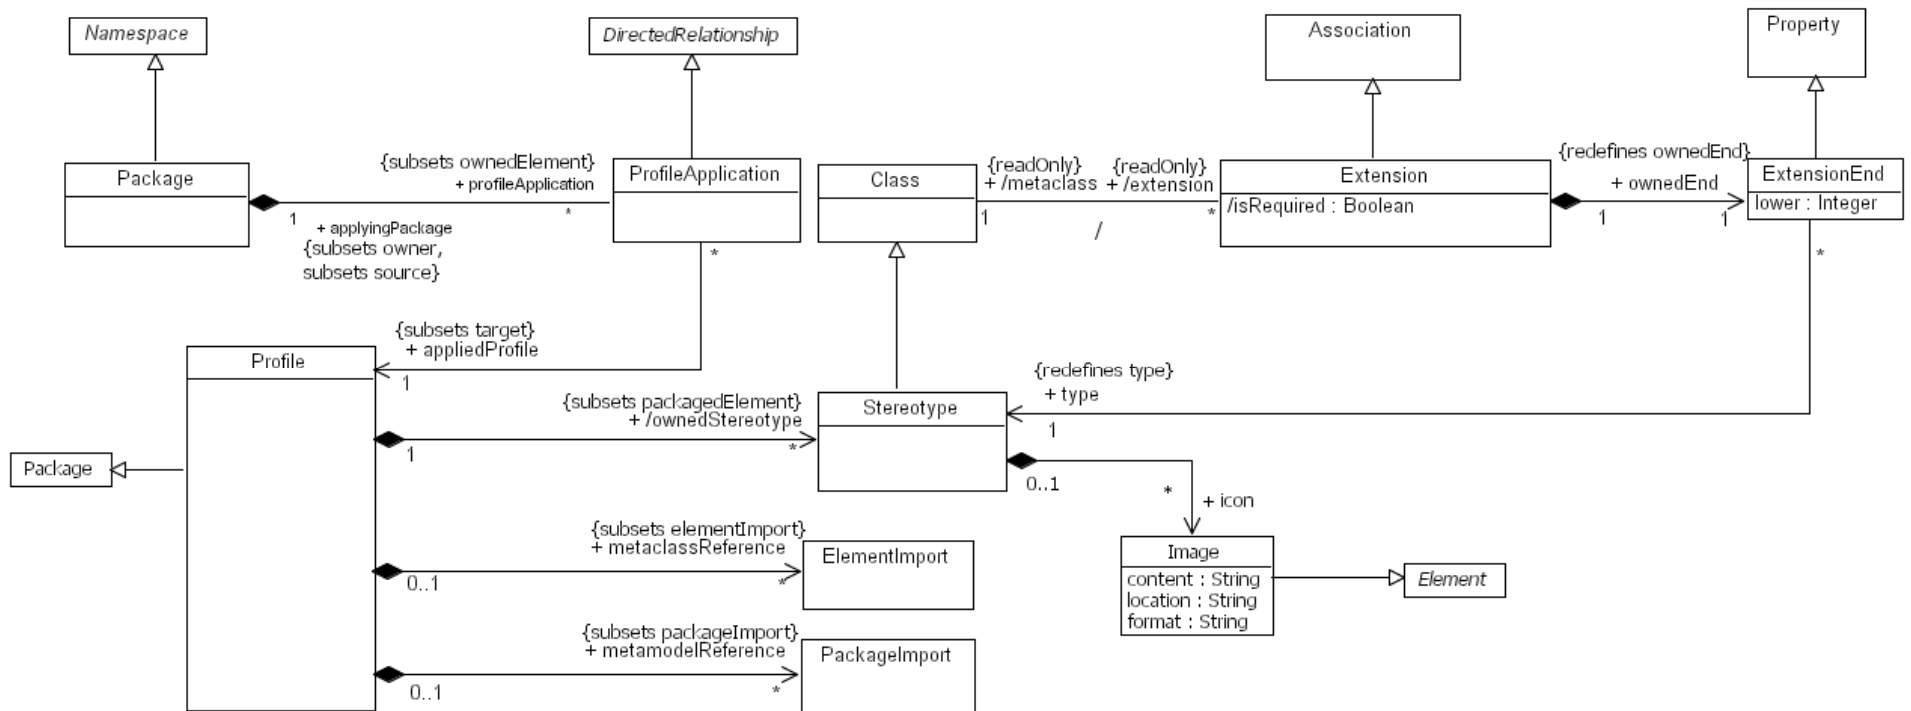 Namespace
DirectedRelationship
Association
Property
Package
{subsets ownedElement}
+ profileApplication
1
*
+ applyingPackage
{subsets owner,
subsets source}
ProfileApplication
*
Class
{readOnly}
+ /metaclass
1
{readOnly}
+ /extension
*
/
Extension
/isRequired : Boolean
{redefines ownedEnd}
+ ownedEnd
1
1
ExtensionEnd
lower : Integer
*
{subsets target}
+ appliedProfile
1
Profile
{subsets packagedElement}
+ /ownedStereotype
1
*
Stereotype
{redefines type}
+ type
1
Package
0..1
*
+ icon
{subsets elementImport}
+ metaclassReference
0..1
*
ElementImport
Image
content : String
location : String
format : String
Element
{subsets packageImport}
+ metamodelReference
0..1
*
PackageImport